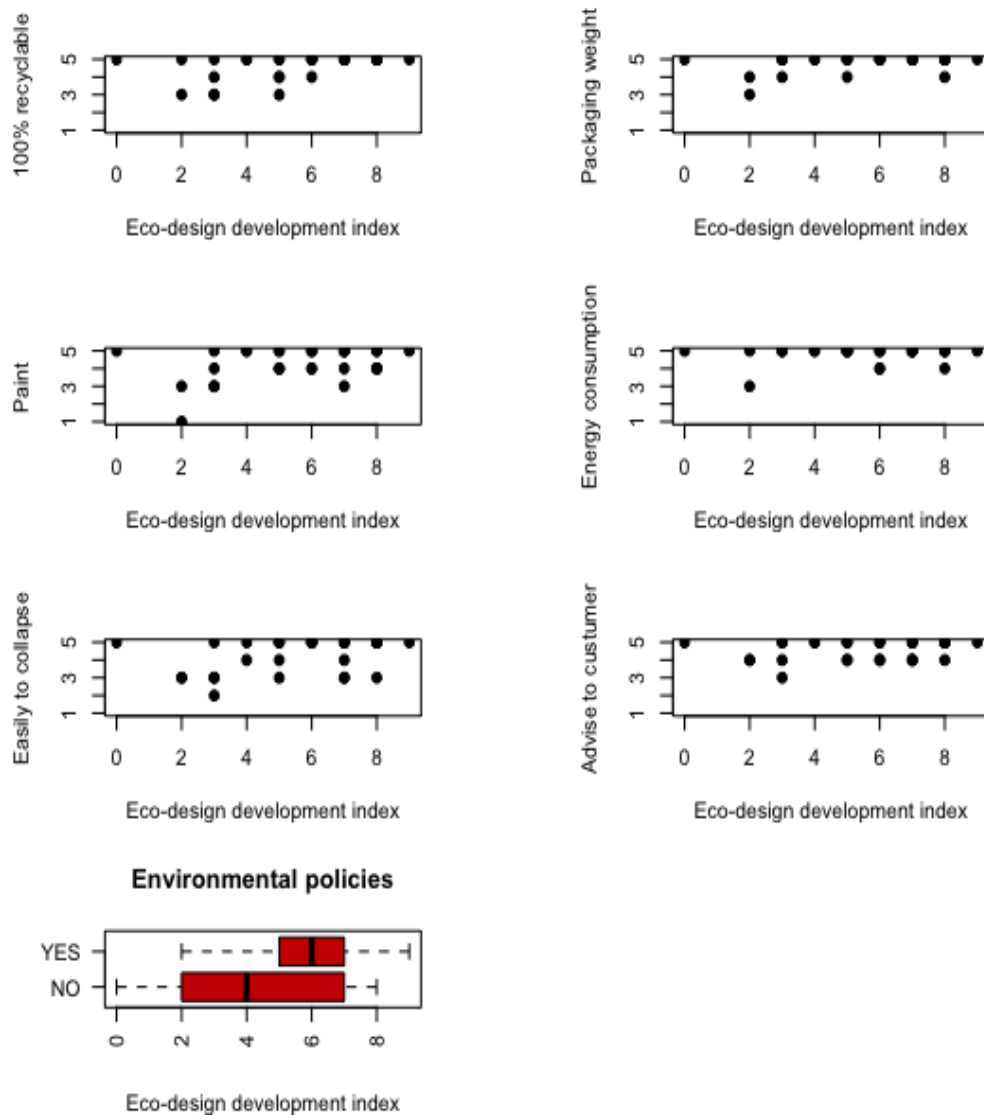 100% recyclable
5
3
1
0 2 4 6 8
Eco-design development index
Packaging weight
5
3
1
0 2 4 6 8
Eco-design development index
Paint
5
3
1
0 2 4 6 8
Eco-design development index
Energy consumption
5
3
1
0 2 4 6 8
Eco-design development index
Easily to collapse
5
3
1
0 2 4 6 8
Eco-design development index
Advise to custumer
5
3
1
0 2 4 6 8
Eco-design development index
Environmental policies
YES
NO
0 2 4 6 8
Eco-design development index